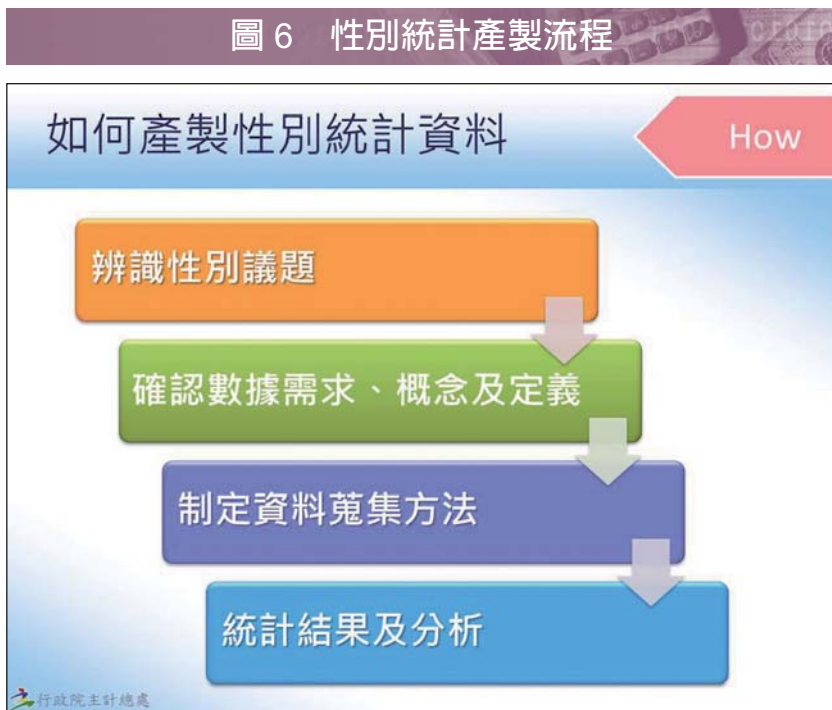 圖 6 性別統計產製流程
如何產製性別統計資料
How
辨識性別議題
確認數據需求、概念及定義
制定資料蒐集方法
統計結果及分析
行政院主計總處